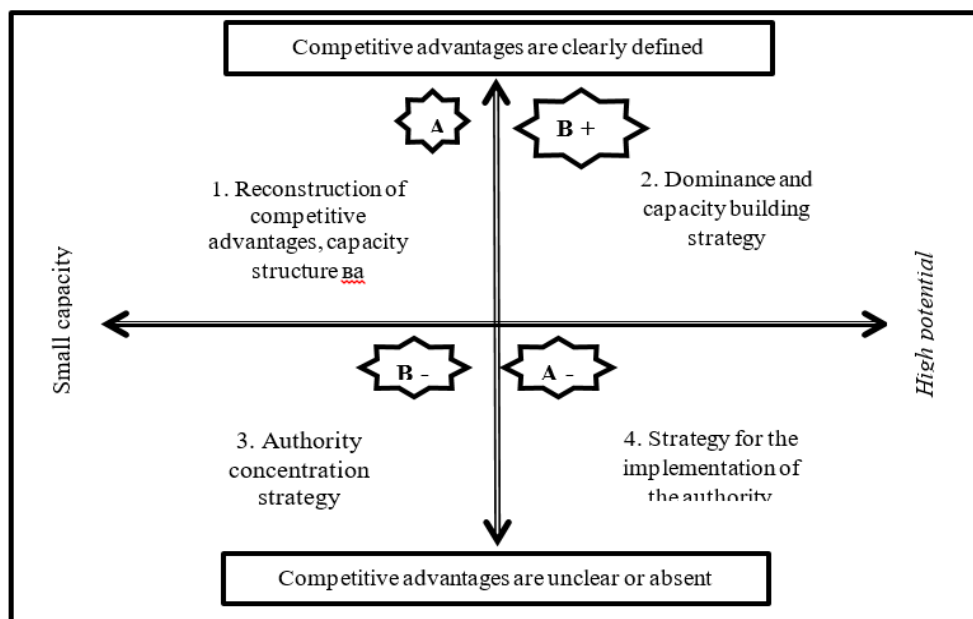 Competitive advantages are clearly defined
A
B +
1. Reconstruction of
competitive
advantages, capacity
structure ва
2. Dominance and
capacity building
strategy
Small capacity
High potential
B -
A -
3. Authority
concentration
strategy
4. Strategy for the
implementation of
the authority
Competitive advantages are unclear or absent